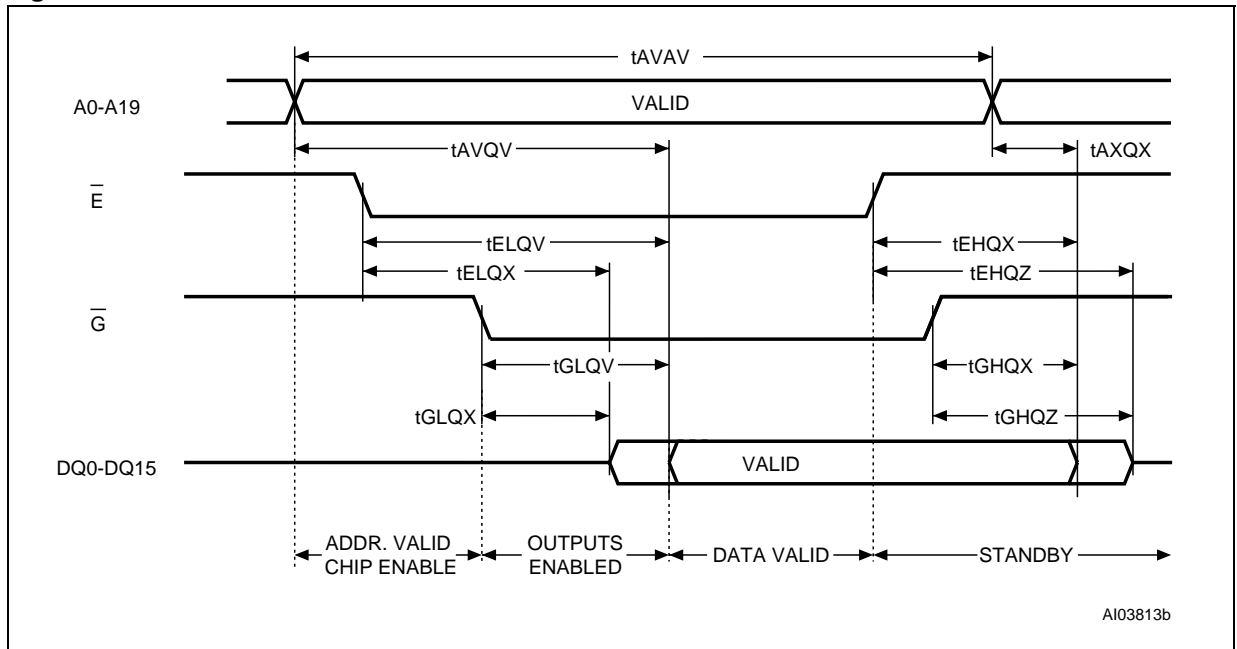 tAVAV
A0-A19
VALID
tAVQV
tAXQX
E
tELQV
tEHQX
tELQX
tEHQZ
G
tGLQV
tGHQX
tGLQX
tGHQZ
DQ0-DQ15
VALID
ADDR. VALID
CHIP ENABLE
OUTPUTS
ENABLED
DATA VALID
STANDBY
AI03813b